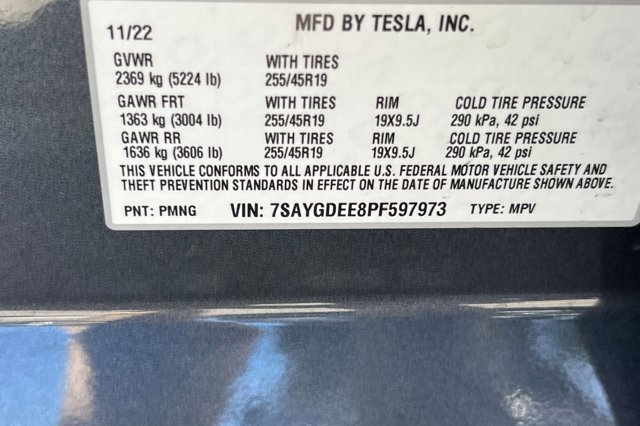 MFD BY TESLA, INC.
11/22
GVWR WITH TIRES
2369 kg (5224 lb) 255/45R19
GAWR FRT WITH TIRES RIM COLD TIRE PRESSURE
1363 kg (3004 lb) 255/45R19 19X9.5J 290 kPa, 42 psi
GAWR RR WITH TIRES RIM COLD TIRE PRESSURE
1636 kg (3606 lb) 255/45R19 19X9.5J 290 kPa, 42 psi
THIS VEHICLE CONFORMS TO ALL APPLICABLE U.S. FEDERAL MOTOR VEHICLE SAFETY AND
THEFT PREVENTION STANDARDS IN EFFECT ON THE DATE OF MANUFACTURE SHOWN ABOVE.
PNT: PMNG VIN: 7SAYGDEE8PF597973 TYPE: MPV